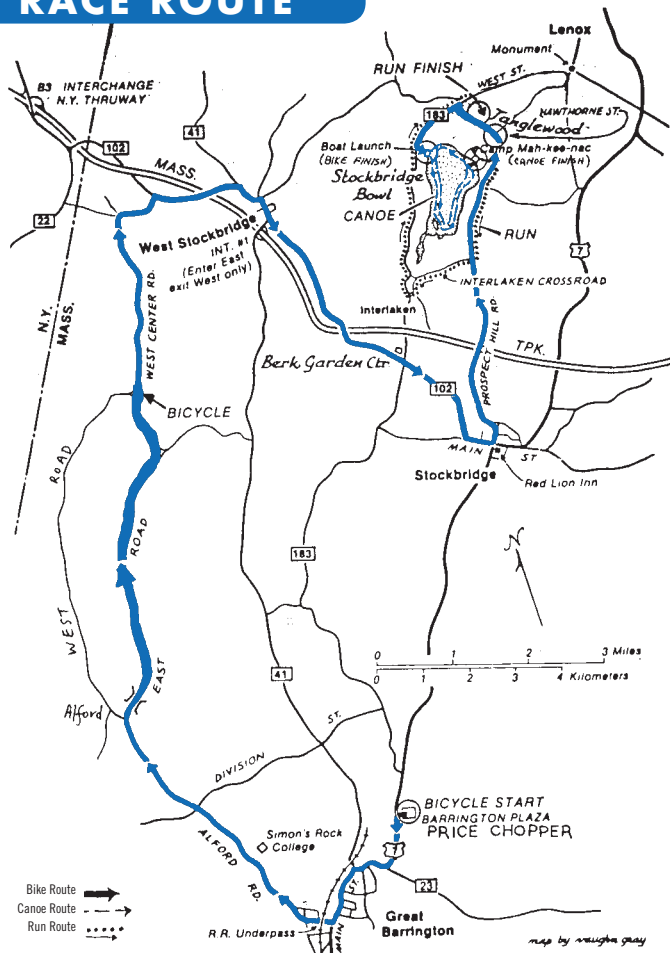 RACE ROUTE
Lenox
Monument
RUN FINISH
WEST ST.
B3 INTERCHANGE
N.Y. THRUWAY
183
Tanglewood
HAWTHORNE ST.
41
102
Boat Launch
(BIKE FINISH)
Camp Mah-kee-nac
(CANOE FINISH)
MASS.
Stockbridge
Bowl
CANOE
22
West Stockbridge
INT. #1
(Enter East
exit West only)
RUN
7
INTERLAKEN CROSSROAD
Interlaken
N.Y.
MASS.
WEST CENTER RD.
PROSPECT HILL RD.
TPK.
Berk Garden Ctr.
102
BICYCLE
MAIN ST
Stockbridge
Red Lion Inn
ROAD
WEST
ROAD
EAST
183
N
0 1 2 3 Miles
0 1 2 3 4 Kilometers
41
Alford
DIVISION ST.
BICYCLE START
BARRINGTON PLAZA
PRICE CHOPPER
7
Simon's Rock
College
ALFORD RD.
23
MAIN ST.
Great
Barrington
R.R. Underpass
Bike Route
Canoe Route
Run Route
map by vaughn gray